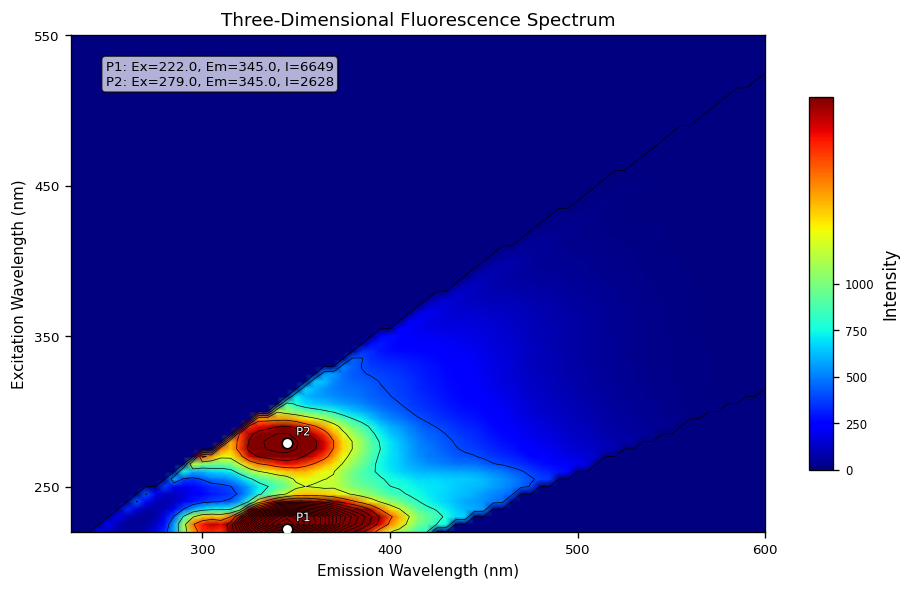 Three-Dimensional Fluorescence Spectrum
550
P1: Ex=222.0, Em=345.0, I=6649
P2: Ex=279.0, Em=345.0, I=2628
450
350
250
Excitation Wavelength (nm)
P2
P1
300
400
500
600
Emission Wavelength (nm)
1000
750
500
250
0
Intensity